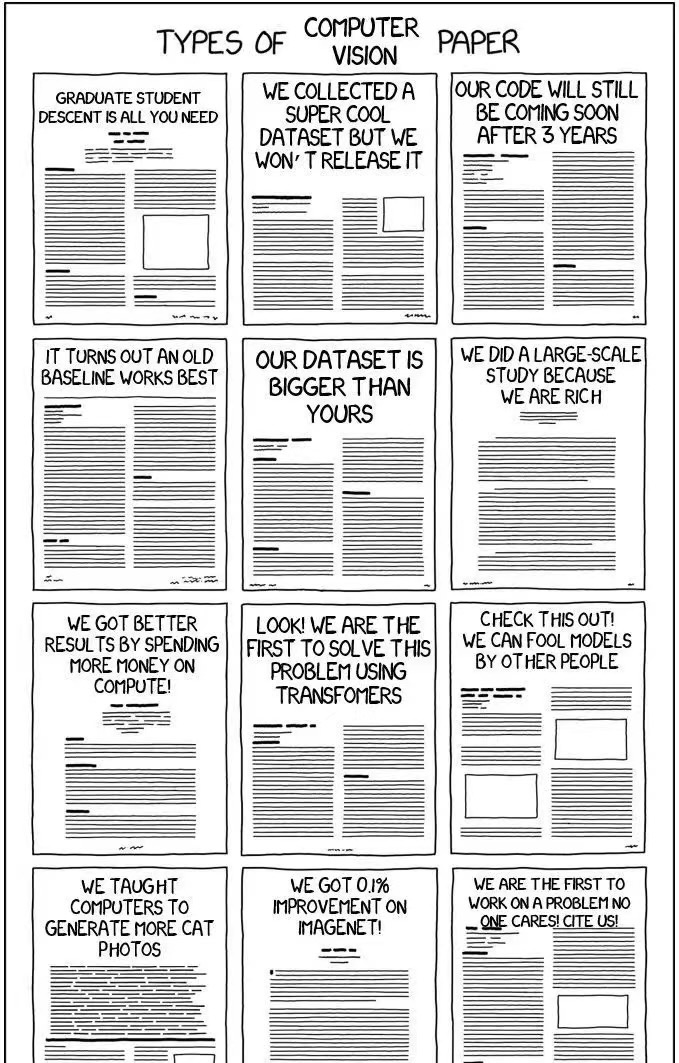 TYPES OF COMPUTER VISION PAPER
GRADUATE STUDENT
DESCENT IS ALL YOU NEED
WE COLLECTED A
SUPER COOL
DATASET BUT WE
WON'T RELEASE IT
OUR CODE WILL STILL
BE COMING SOON
AFTER 3 YEARS
IT TURNS OUT AN OLD
BASELINE WORKS BEST
OUR DATASET IS
BIGGER THAN
YOURS
WE DID A LARGE-SCALE
STUDY BECAUSE
WE ARE RICH
WE GOT BETTER
RESULTS BY SPENDING
MORE MONEY ON
COMPUTE!
LOOK! WE ARE THE
FIRST TO SOLVE THIS
PROBLEM USING
TRANSFOMERS
CHECK THIS OUT!
WE CAN FOOL MODELS
BY OTHER PEOPLE
WE TAUGHT
COMPUTERS TO
GENERATE MORE CAT
PHOTOS
WE GOT 0.1%
IMPROVEMENT ON
IMAGENET!
WE ARE THE FIRST TO
WORK ON A PROBLEM NO
ONE CARES! CITE US!